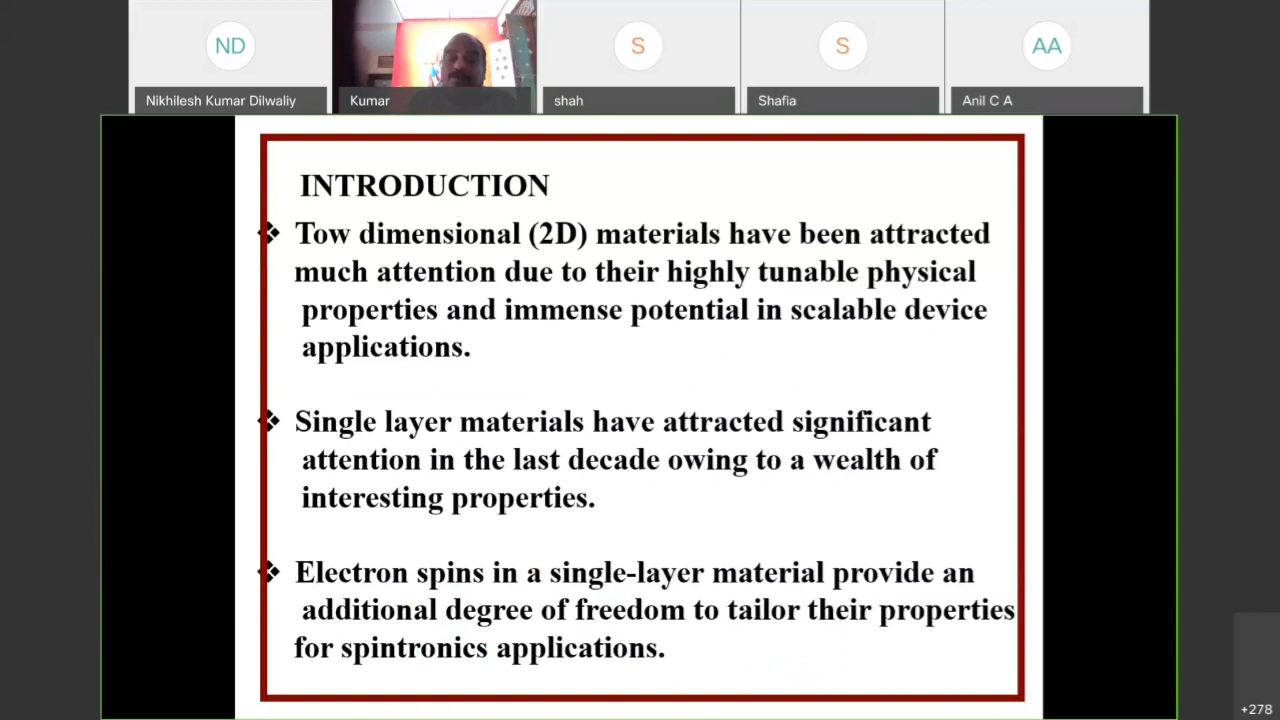 ND
Nikhilesh Kumar Dilwaliy
Kumar
S
shah
S
Shafia
AA
Anil C A
INTRODUCTION
❖ Tow dimensional (2D) materials have been attracted
much attention due to their highly tunable physical
properties and immense potential in scalable device
applications.
❖ Single layer materials have attracted significant
attention in the last decade owing to a wealth of
interesting properties.
❖ Electron spins in a single-layer material provide an
additional degree of freedom to tailor their properties
for spintronics applications.
+278